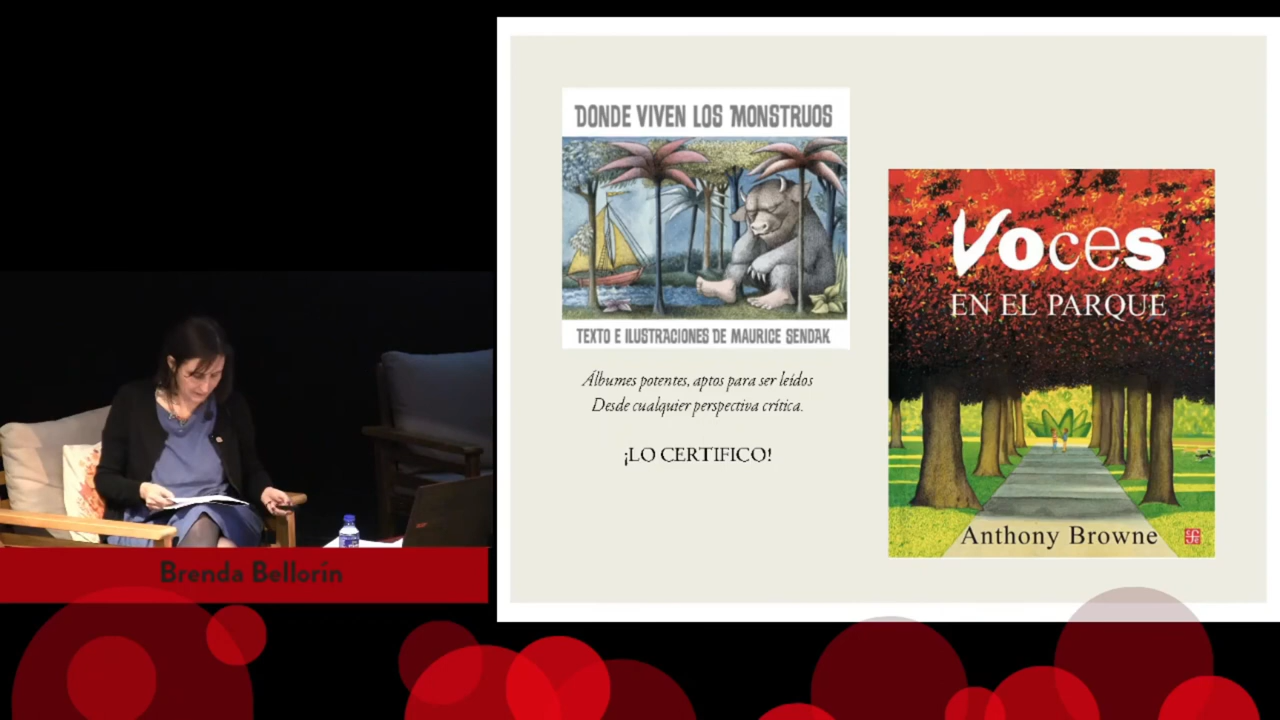 DONDE VIVEN LOS MONSTRUOS
TEXTO E ILUSTRACIONES DE MAURICE SENDAK
Álbumes potentes, aptos para ser leídos
Desde cualquier perspectiva crítica.
¡LO CERTIFICO!
Voces
EN EL PARQUE
Anthony Browne
Brenda Bellorín